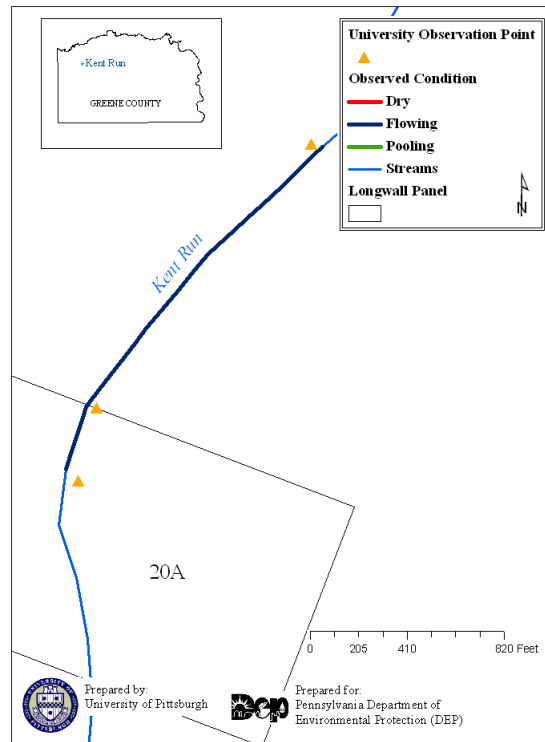 Kent Run
GREENE COUNTY
University Observation Point
Observed Condition
Dry
Flowing
Pooling
Streams
Longwall Panel
N
Kent Run
20A
0 205 410 820 Feet
Prepared by:
University of Pittsburgh
Dep
Prepared for:
Pennsylvania Department of
Environmental Protection (DEP)